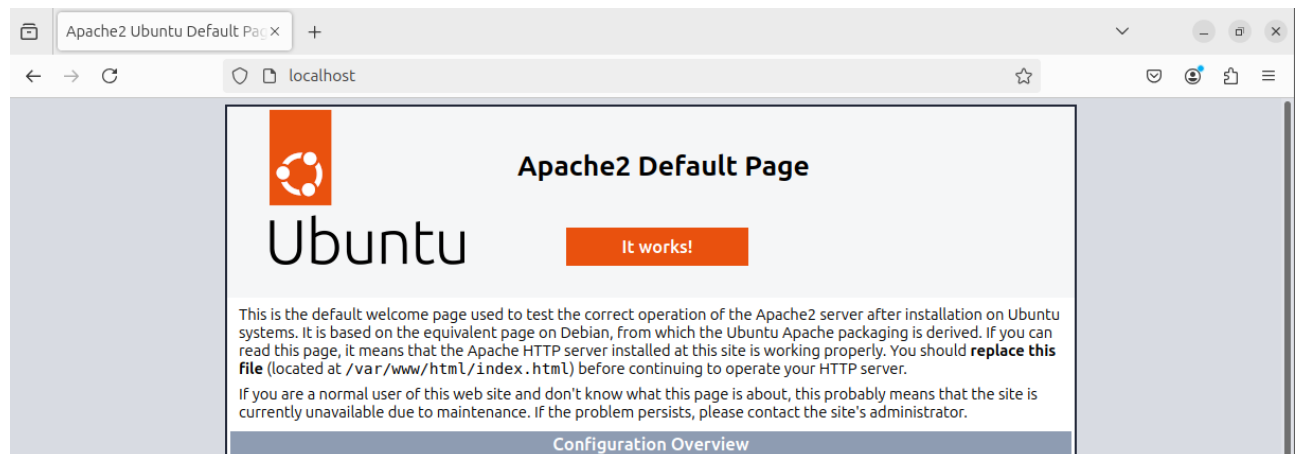 Apache2 Ubuntu Default Pag
localhost
Apache2 Default Page
Ubuntu
It works!
This is the default welcome page used to test the correct operation of the Apache2 server after installation on Ubuntu
systems. It is based on the equivalent page on Debian, from which the Ubuntu Apache packaging is derived. If you can
read this page, it means that the Apache HTTP server installed at this site is working properly. You should replace this
file (located at /var/www/html/index.html) before continuing to operate your HTTP server.
If you are a normal user of this web site and don't know what this page is about, this probably means that the site is
currently unavailable due to maintenance. If the problem persists, please contact the site's administrator.
Configuration Overview